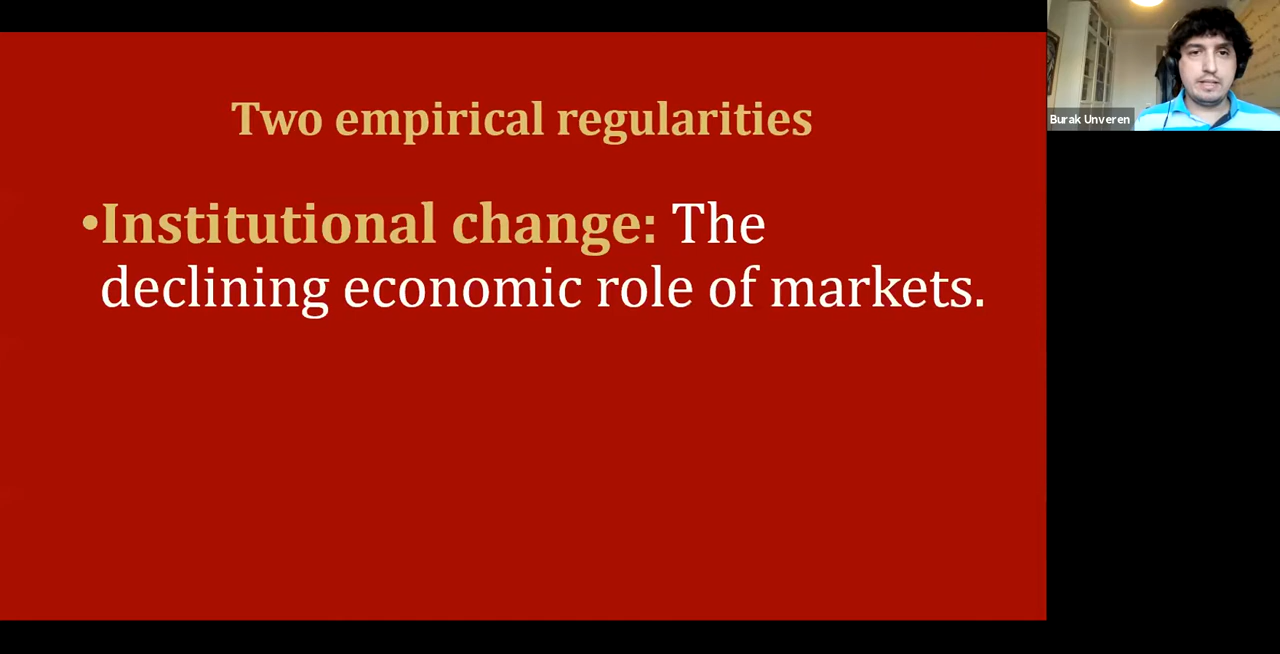 Two empirical regularities
•Institutional change: The
declining economic role of markets.
Burak Unveren